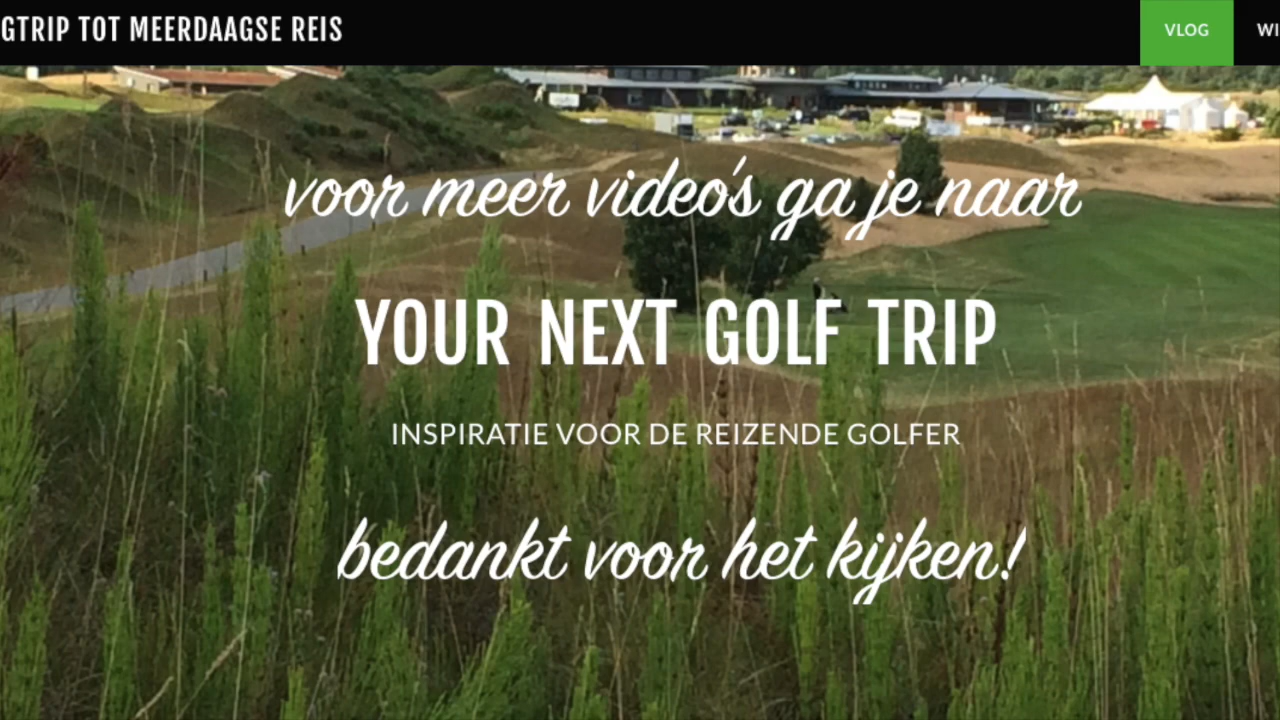 GTRIP TOT MEERDAAGSE REIS
VLOG
WI
voor meer video's ga je naar
YOUR NEXT GOLF TRIP
INSPIRATIE VOOR DE REIZENDE GOLFER
bedankt voor het kijken!